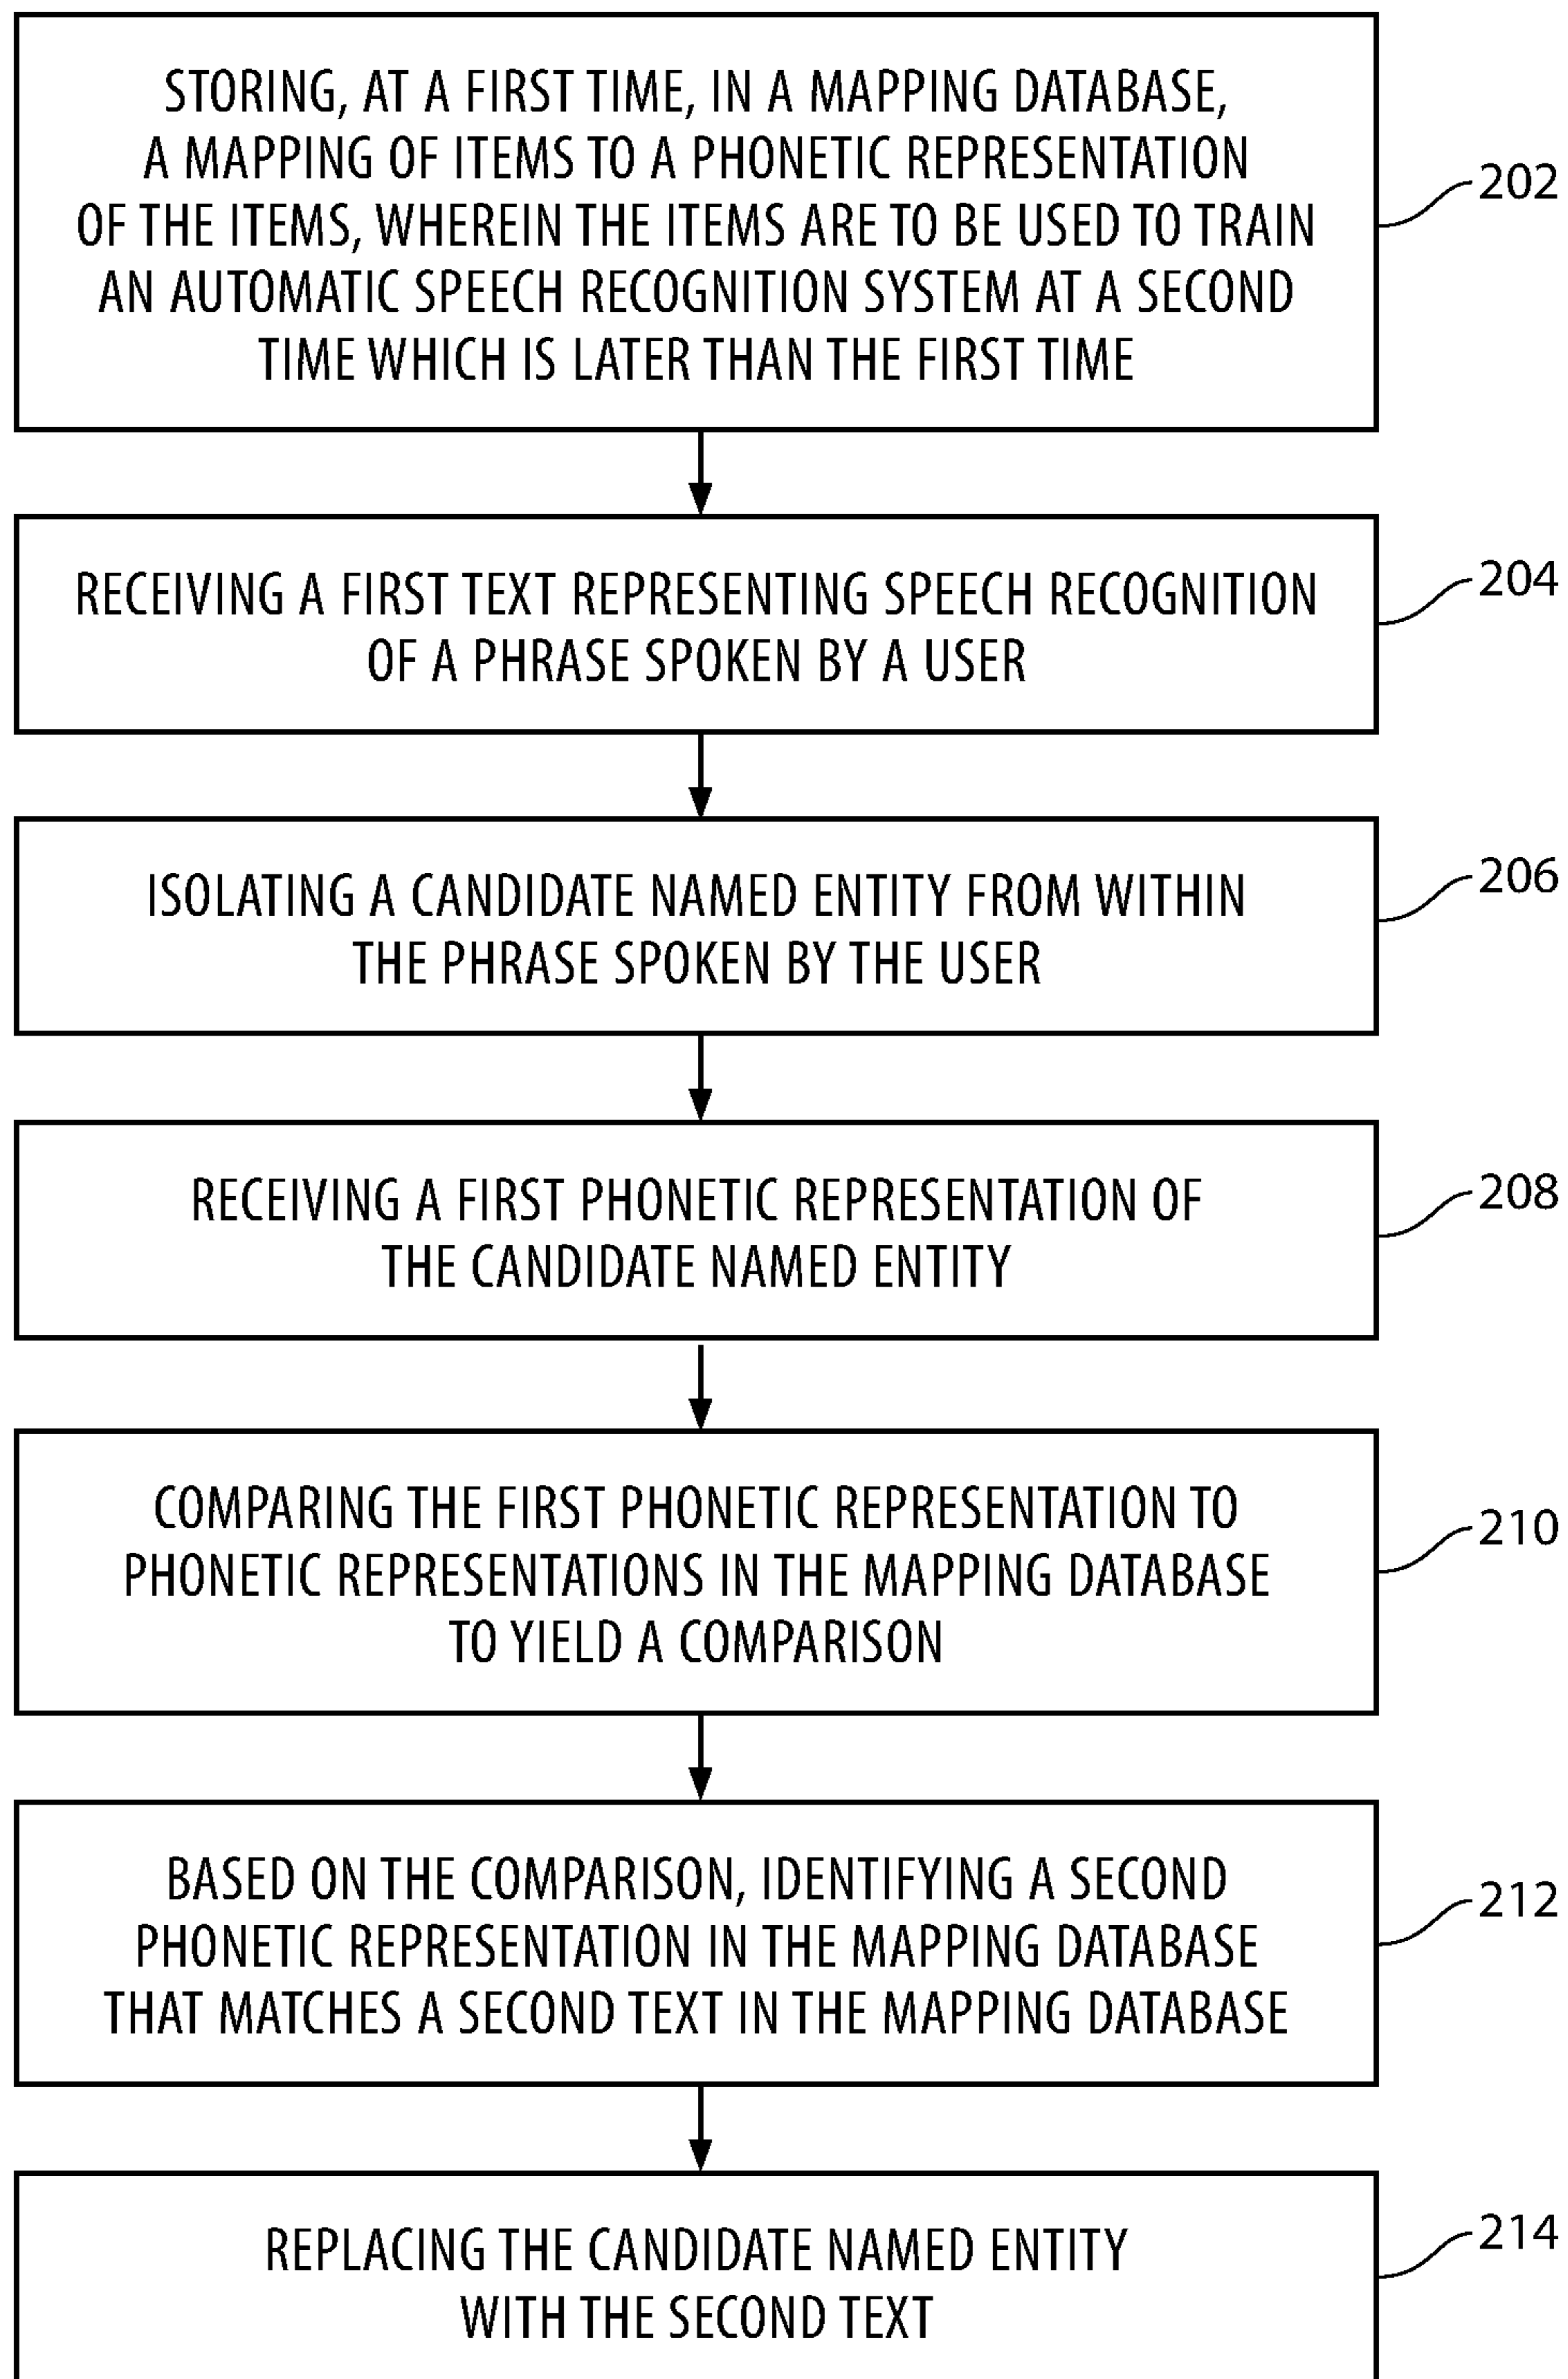 STORING, AT A FIRST TIME, IN A MAPPING DATABASE,
A MAPPING OF ITEMS TO A PHONETIC REPRESENTATION
OF THE ITEMS, WHEREIN THE ITEMS ARE TO BE USED TO TRAIN
AN AUTOMATIC SPEECH RECOGNITION SYSTEM AT A SECOND
TIME WHICH IS LATER THAN THE FIRST TIME
202
RECEIVING A FIRST TEXT REPRESENTING SPEECH RECOGNITION
OF A PHRASE SPOKEN BY A USER
204
ISOLATING A CANDIDATE NAMED ENTITY FROM WITHIN
THE PHRASE SPOKEN BY THE USER
206
RECEIVING A FIRST PHONETIC REPRESENTATION OF
THE CANDIDATE NAMED ENTITY
208
COMPARING THE FIRST PHONETIC REPRESENTATION TO
PHONETIC REPRESENTATIONS IN THE MAPPING DATABASE
TO YIELD A COMPARISON
210
BASED ON THE COMPARISON, IDENTIFYING A SECOND
PHONETIC REPRESENTATION IN THE MAPPING DATABASE
THAT MATCHES A SECOND TEXT IN THE MAPPING DATABASE
212
REPLACING THE CANDIDATE NAMED ENTITY
WITH THE SECOND TEXT
214